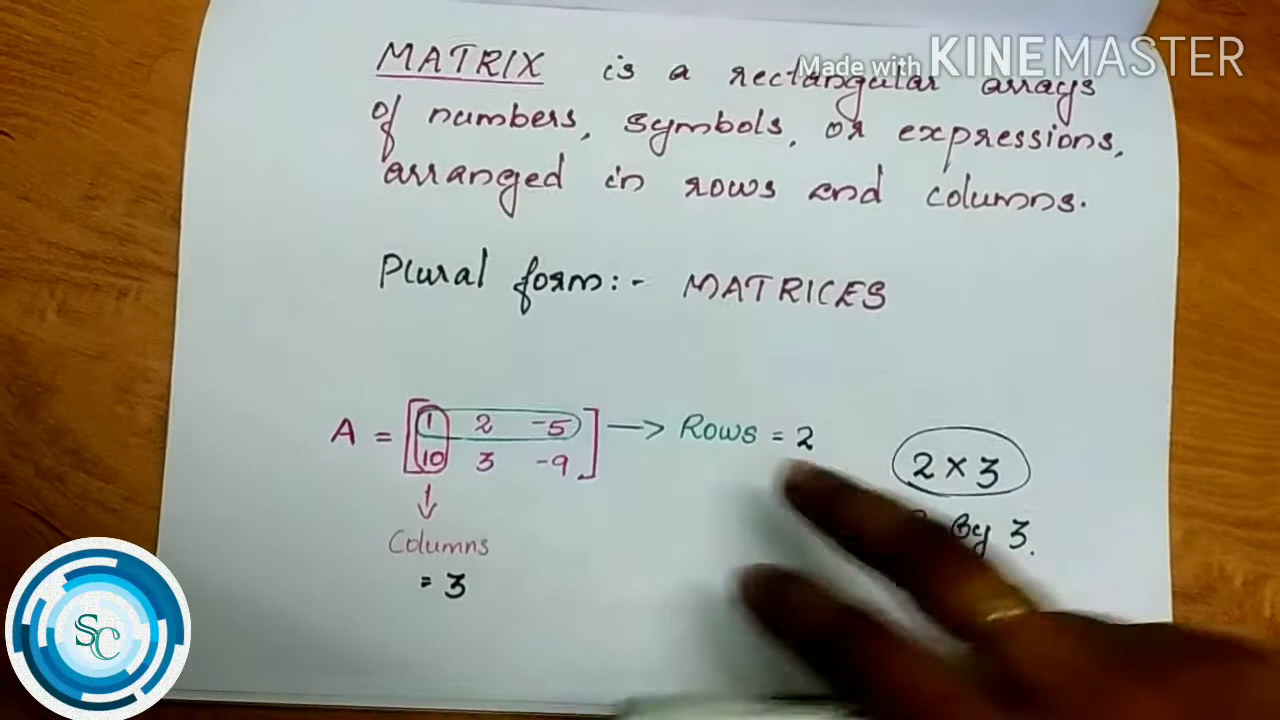 Made with KINEMASTER
MATRIX is a rectangular arrays
of numbers, symbols, or expressions,
arranged in rows and columns.
Plural form:- MATRICES
A = [1 2 -5 → Rows = 2
10 3 -9]
2 × 3
By 3.
↓
Columns
= 3
SC